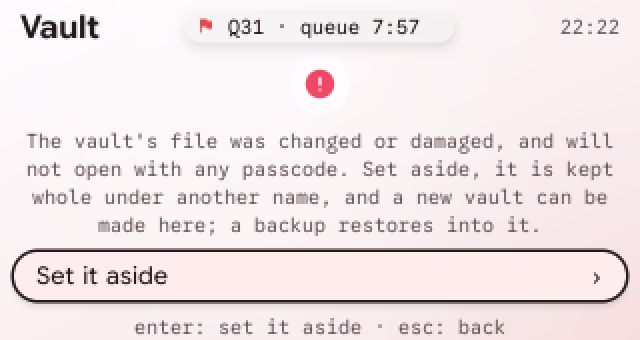 Vault
Q31 · queue 7:57
22:22
The vault's file was changed or damaged, and will
not open with any passcode. Set aside, it is kept
whole under another name, and a new vault can be
made here; a backup restores into it.
Set it aside ›
enter: set it aside · esc: back